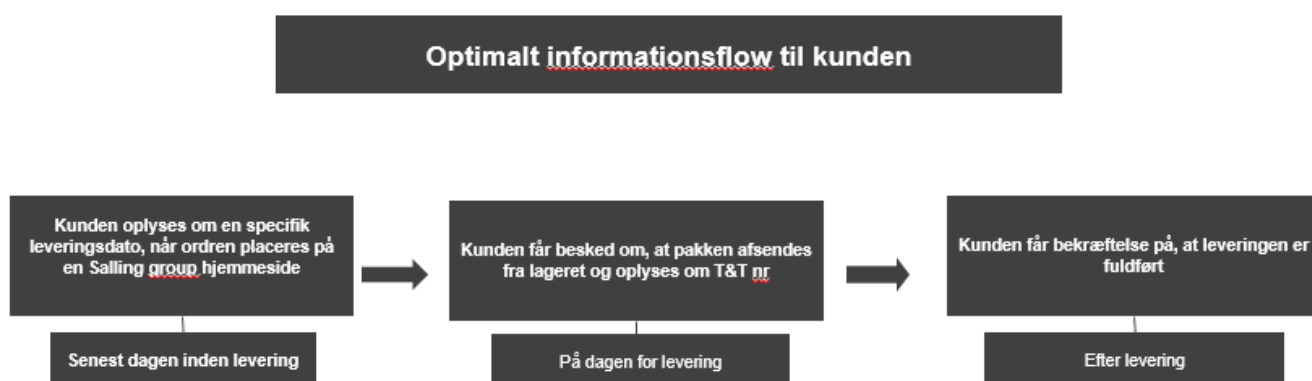 Optimalt informationsflow til kunden
Kunden oplyses om en specifik
leveringsdato, når ordren placeres på
en Salling group hjemmeside
Senest dagen inden levering
Kunden får besked om, at pakken afsendes
fra lageret og oplyses om T&T nr
På dagen for levering
Kunden får bekræftelse på, at leveringen er
fuldført
Efter levering